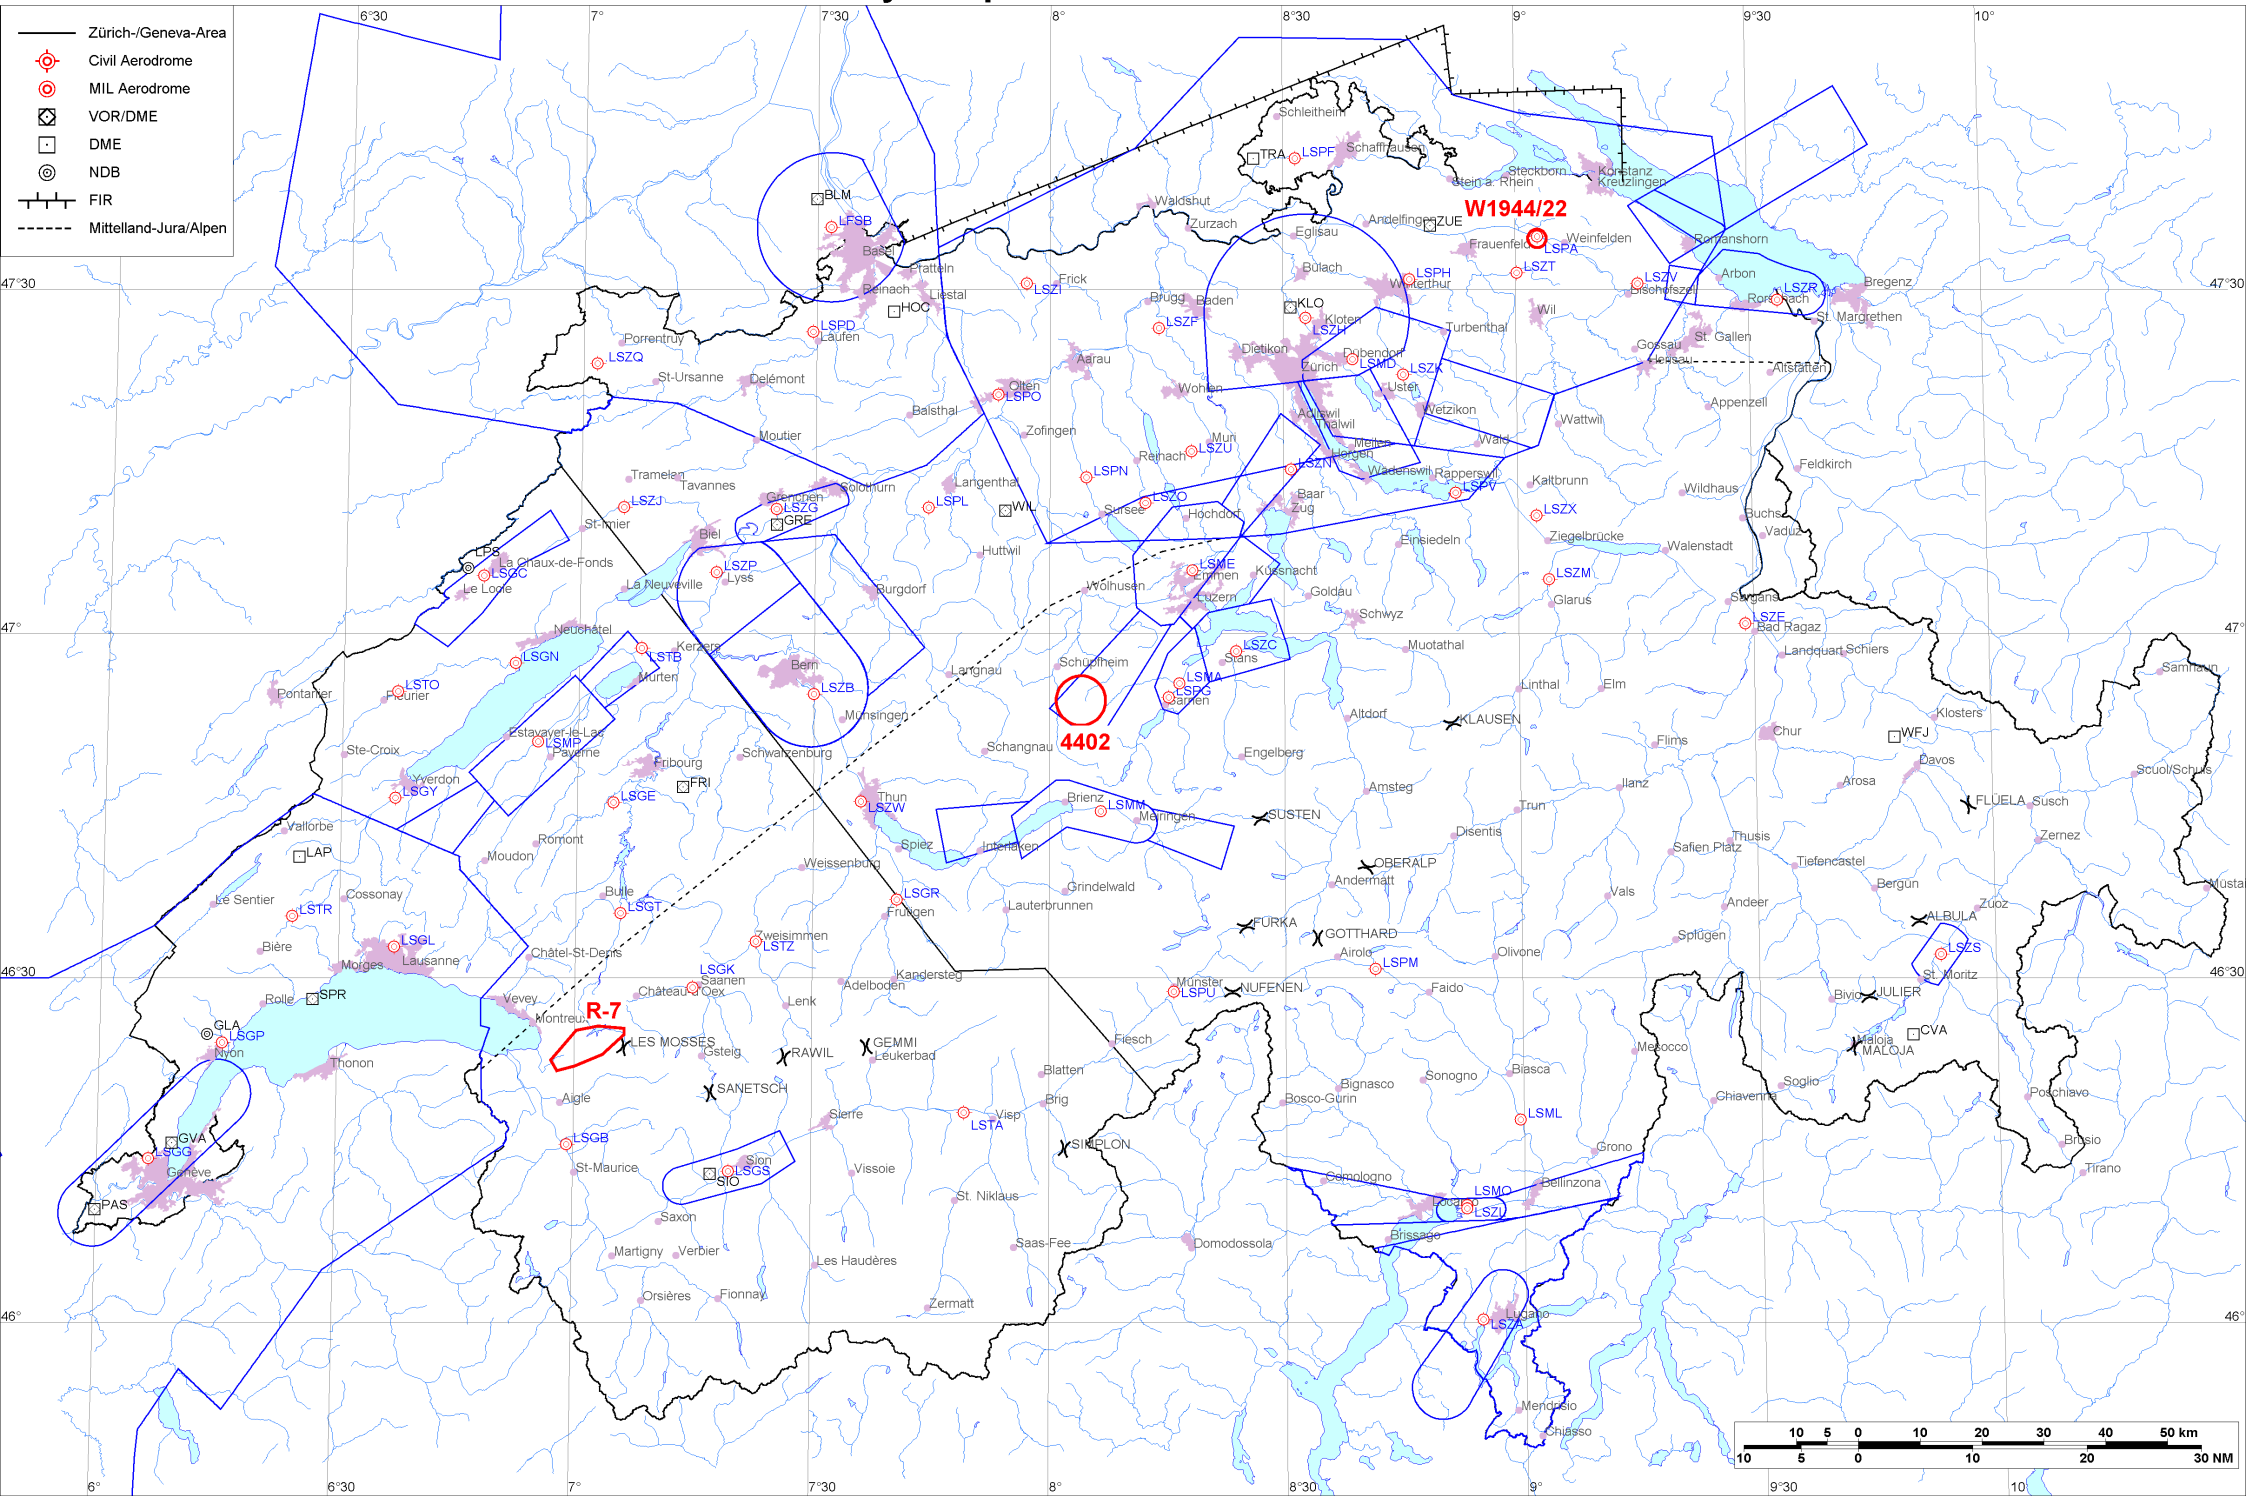 6°30
7°
7°30
8°
8°30
9°
9°30
10°
Zürich-/Geneva-Area
Civil Aerodrome
MIL Aerodrome
VOR/DME
DME
NDB
FIR
Mittelland-Jura/Alpen
Schleitheim
TRA
LSPF
Schaffhausen
Steckborn
Stein a. Rhein
Konstanz
Kreuzlingen
BLM
LFSB
Basel
Waldshut
Zurzach
Eglisau
Andelfingen
ZUE
W1944/22
LSPA
Weinfelden
Frauenfeld
Romanshorn
Pratteln
Reinach
Liestal
HOC
LSZI
Frick
Bülach
LSPH
Winterthur
LSZT
LSZV
Bischofszell
Arbon
LSZR
Rorschach
Bregenz
47°30
47°30
LSPD
Laufen
Brugg
Baden
LSZF
KLO
Kloten
LSZH
Wil
Turbenthal
St. Margrethen
St. Gallen
Gossau
Herisau
Altstätten
Porrentruy
LSZQ
St-Ursanne
Delémont
Aarau
Dietikon
Zürich
Dübendorf
LSMD
LSZK
Uster
Olten
LSPO
Wohlen
Wetzikon
Appenzell
Balsthal
Adliswil
Thalwil
Wattwil
Moutier
Zofingen
Muri
LSZU
Meilen
Wald
Horgen
Reinach
LSPN
LSZN
Wädenswil
Rapperswil
LSPV
Kaltbrunn
Feldkirch
Wildhaus
Tramelan
Tavannes
Grenchen
Solothurn
LSZG
GRE
Langenthal
LSPL
WIL
LSZO
Sursee
Hochdorf
Baar
Zug
LSZJ
St-Imier
LSZX
Buchs
Vaduz
Biel
Huttwil
Einsiedeln
Ziegelbrücke
Walenstadt
LPS
La Chaux-de-Fonds
LSGC
Le Locle
LSZP
Lyss
La Neuveville
Burgdorf
Wolhusen
LSME
Emmen
Luzern
Küssnacht
Goldau
Schwyz
LSZM
Glarus
Sargans
LSZE
Bad Ragaz
47°
47°
Neuchâtel
LSGN
LSTB
Kerzers
Murten
Bern
LSZB
Langnau
Schüpfheim
LSZC
Stans
Muotathal
Landquart
Schiers
Samnaun
Pontarlier
LSTO
Fleurier
LSMA
LSPG
Sarnen
Linthal
Elm
Münsingen
4402
Altdorf
KLAUSEN
Klosters
Chur
WFJ
Ste-Croix
Estavayer-le-Lac
LSMP
Payerne
Schwarzenburg
Schangnau
Engelberg
Flims
Davos
Scuol/Schuls
Yverdon
LSGY
Fribourg
FRI
LSGE
Thun
LSZW
Brienz
LSMM
Meiringen
SUSTEN
Amsteg
Trun
Ilanz
Arosa
FLÜELA
Susch
Vallorbe
LAP
Romont
Moudon
Spiez
Interlaken
Disentis
Thusis
Safien Platz
Zernez
Tiefencastel
Weissenburg
OBERALP
Andermatt
Grindelwald
Vals
Bergün
Müstair
Le Sentier
Cossonay
LSTR
Bulle
LSGT
LSGR
Frutigen
Lauterbrunnen
FURKA
GOTTHARD
Andeer
Zuoz
ALBULA
Bière
LSGL
Lausanne
Morges
Châtel-St-Denis
Zweisimmen
LSTZ
Airolo
LSPM
Olivone
Splügen
LSZS
St. Moritz
46°30
46°30
LSGK
Saanen
Château-d'Oex
Adelboden
Kandersteg
Münster
LSPU
NUFENEN
Faido
Bivio
JULIER
Rolle
SPR
Vevey
Montreux
R-7
Lenk
GLA
LSGP
Nyon
LES MOSSES
Gsteig
RAWIL
GEMMI
Leukerbad
Fiesch
Mesocco
CVA
Maloja
MALOJA
Thonon
SANETSCH
Blatten
Bignasco
Sonogno
Biasca
Soglio
Aigle
Brig
Bosco-Gurin
Chiavenna
Poschiavo
Sierre
LSTA
Visp
LSML
GVA
LSGG
Genève
LSGB
SIMPLON
Grono
Brusio
St-Maurice
Sion
LSGS
SIO
Vissoie
Comologno
Bellinzona
Tirano
PAS
St. Niklaus
LSMO
Locarno
LSZL
Saxon
Brissago
Martigny
Verbier
Saas-Fee
Domodossola
Les Haudères
Orsières
Fionnay
Zermatt
Lugano
LSZA
46°
46°
Mendrisio
Chiasso
10 5 0 10 20 30 40 50 km
10 5 0 10 20 30 NM
6°
6°30
7°
7°30
8°
8°30
9°
9°30
10